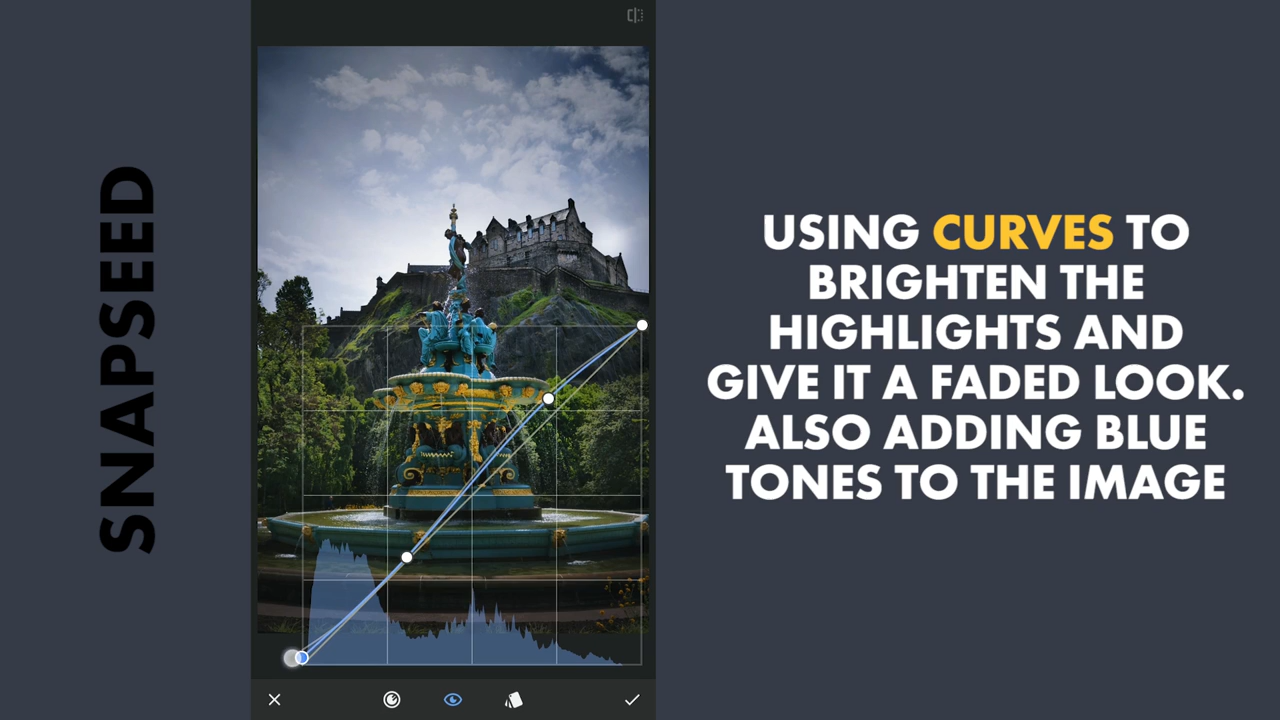 SNAPSEED
USING CURVES TO
BRIGHTEN THE
HIGHLIGHTS AND
GIVE IT A FADED LOOK.
ALSO ADDING BLUE
TONES TO THE IMAGE